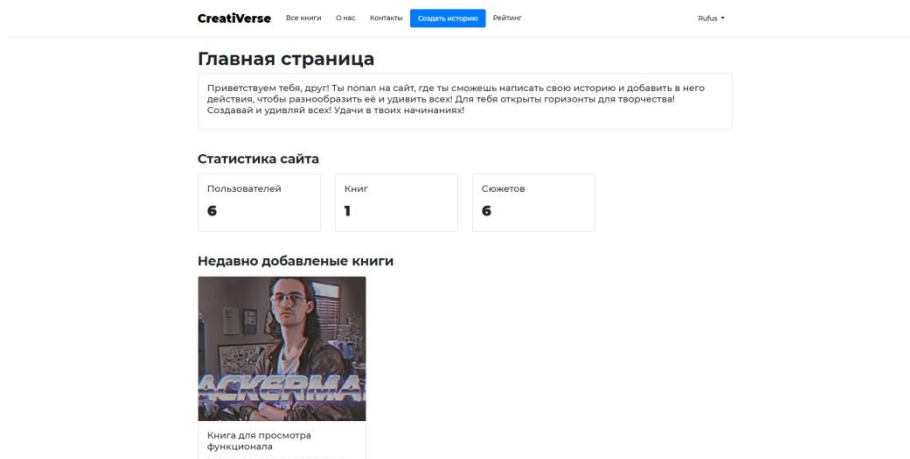 CreatiVerse Все книги О нас Контакты Создать историю Рейтинг Rufus
Главная страница
Приветствуем тебя, друг! Ты попал на сайт, где ты сможешь написать свою историю и добавить в него
действия, чтобы разнообразить её и удивить всех! Для тебя открыты горизонты для творчества!
Создавай и удивляй всех! Удачи в твоих начинаниях!
Статистика сайта
Пользователей Книг Сюжетов
6 1 6
Недавно добавленые книги
ACKERMA
Книга для просмотра
функционала